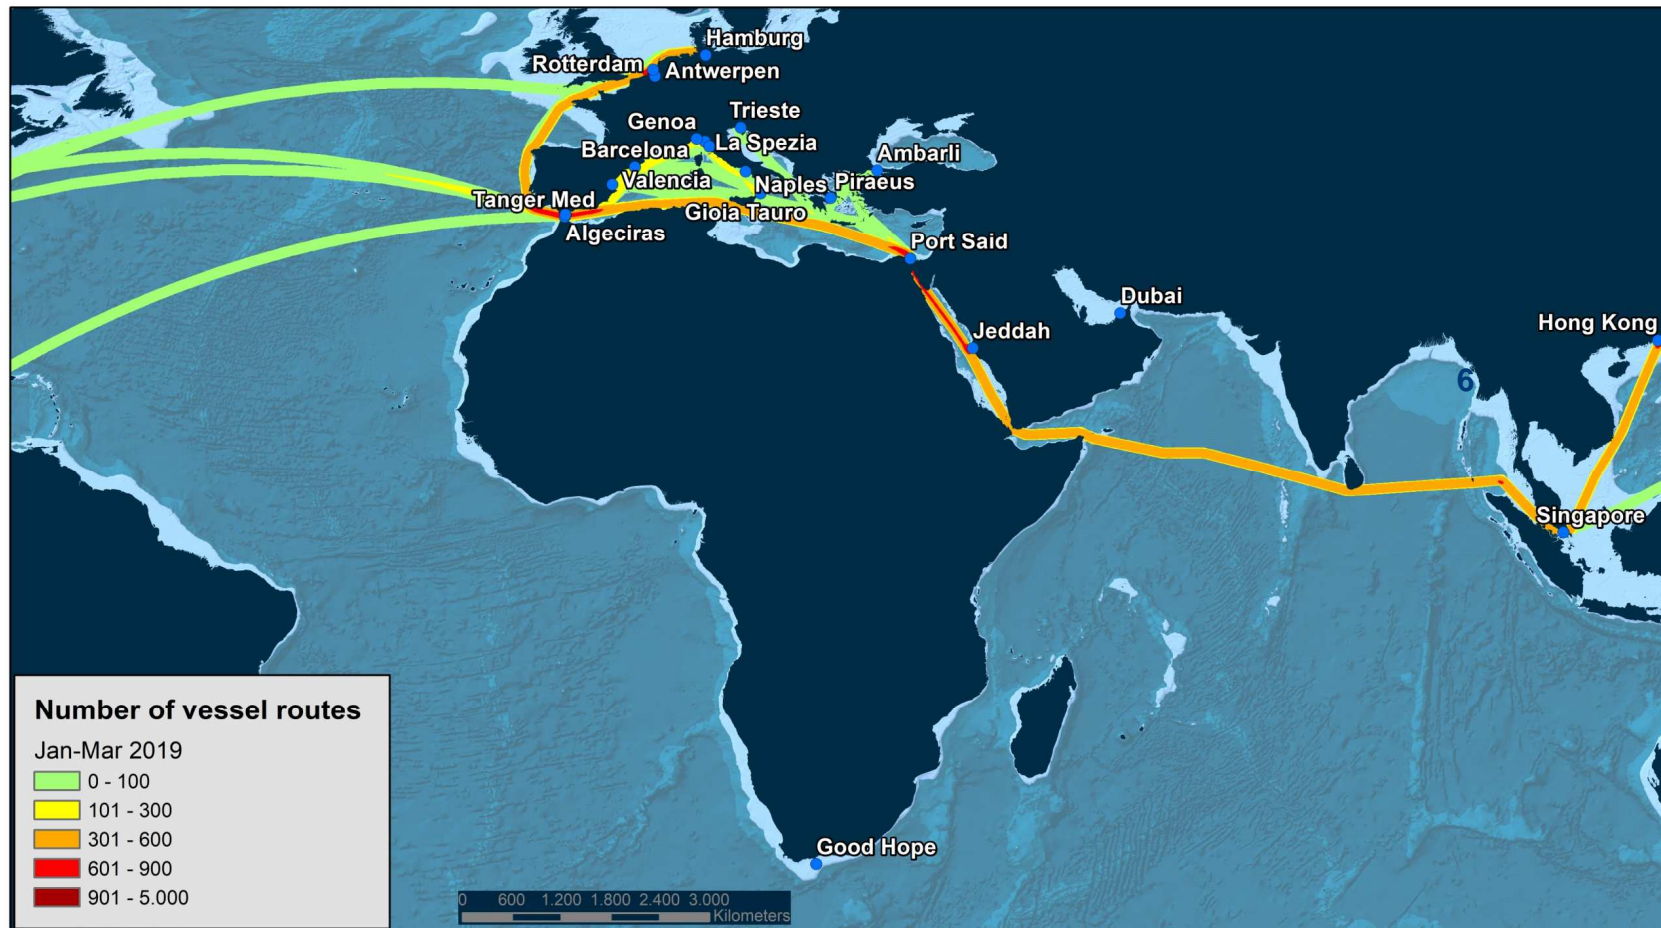 Hamburg
Rotterdam
Antwerpen
Trieste
Genoa
La Spezia
Barcelona
Ambarli
Valencia
Naples
Piraeus
Tanger Med
Gioia Tauro
Algeciras
Port Said
Dubai
Jeddah
Hong Kong
6
Singapore
Good Hope
Number of vessel routes
Jan-Mar 2019
0 - 100
101 - 300
301 - 600
601 - 900
901 - 5.000
0 600 1.200 1.800 2.400 3.000
Kilometers